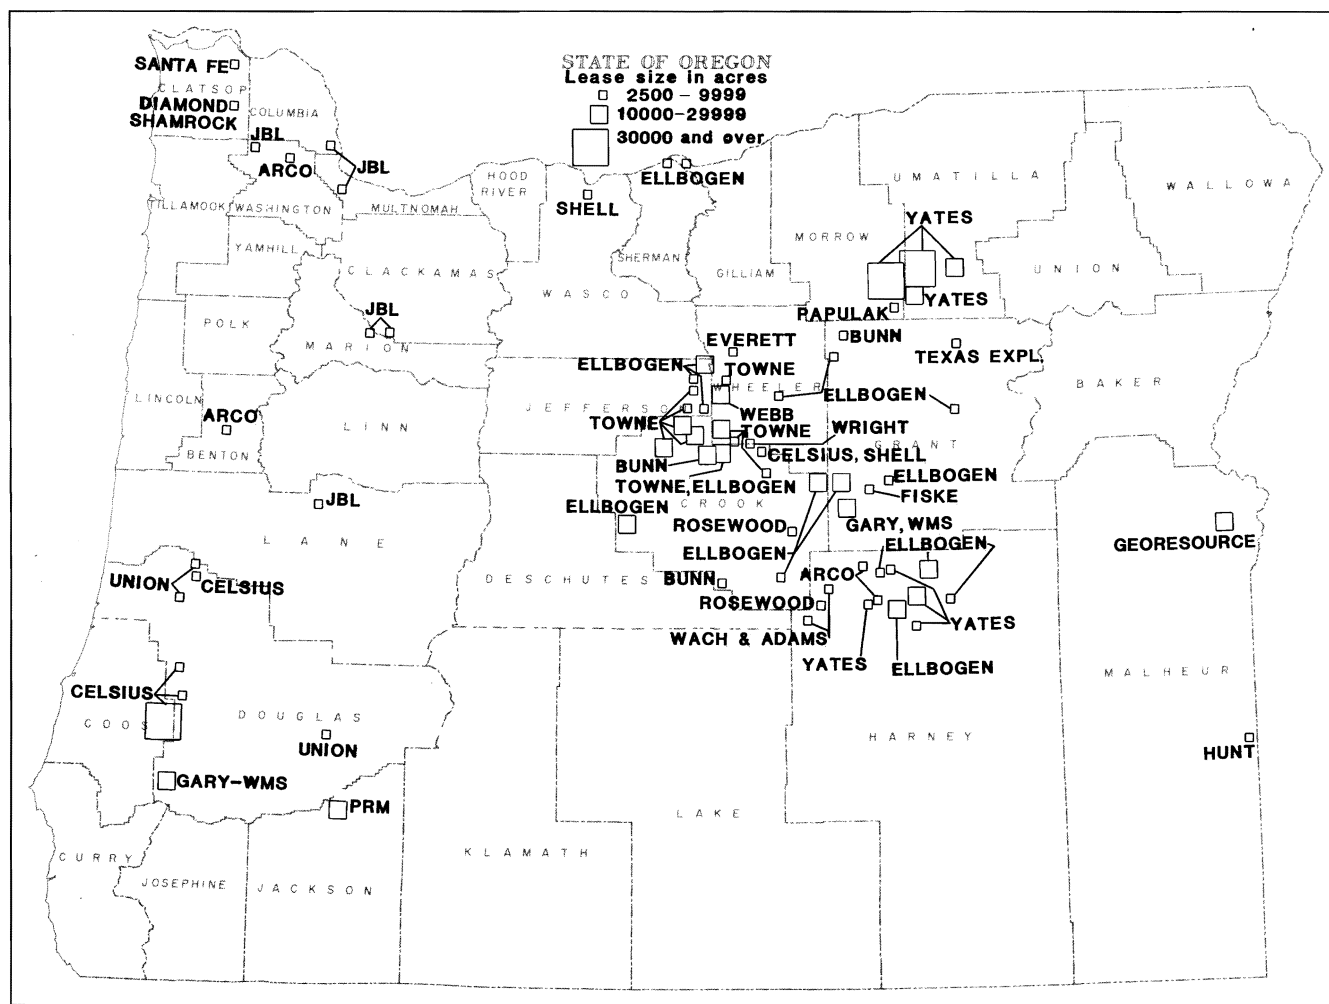 STATE OF OREGON
Lease size in acres
2500 – 9999
10000–29999
30000 and over
SANTA FE
CLATSOP
DIAMOND
SHAMROCK
COLUMBIA
JBL
ARCO
JBL
HOOD
RIVER
ELLBOGEN
SHELL
UMATILLA
WALLOWA
TILLAMOOK
WASHINGTON
MULTNOMAH
YATES
MORROW
YAMHILL
CLACKAMAS
SHERMAN
GILLIAM
UNION
WASCO
YATES
PAPULAK
JBL
POLK
MARION
EVERETT
BUNN
TEXAS EXPL.
ELLBOGEN
TOWNE
WHEELER
ELLBOGEN
BAKER
LINCOLN
JEFFERSON
ARCO
LINN
TOWNE
WEBB
TOWNE
WRIGHT
GRANT
BENTON
BUNN
CELSIUS, SHELL
TOWNE, ELLBOGEN
ELLBOGEN
FISKE
JBL
ELLBOGEN
CROOK
ROSEWOOD
GARY, WMS
LANE
ELLBOGEN
ELLBOGEN
GEORESOURCE
UNION
CELSIUS
DESCHUTES
BUNN
ARCO
ROSEWOOD
WACH & ADAMS
YATES
YATES
ELLBOGEN
MALHEUR
CELSIUS
COOS
DOUGLAS
UNION
HARNEY
HUNT
GARY–WMS
PRM
LAKE
CURRY
KLAMATH
JOSEPHINE
JACKSON